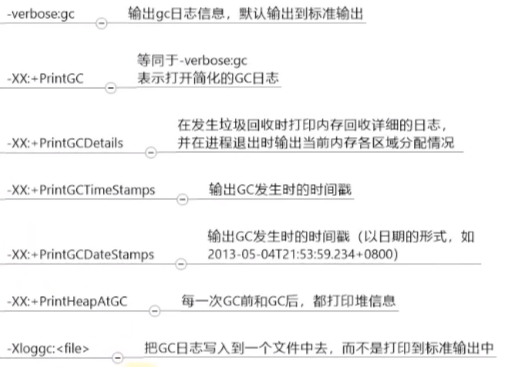 -verbose:gc 输出gc日志信息，默认输出到标准输出
-XX:+PrintGC 等同于-verbose:gc
表示打开简化的GC日志
-XX:+PrintGCDetails 在发生垃圾回收时打印内存回收详细的日志，
并在进程退出时输出当前内存各区域分配情况
-XX:+PrintGCTimeStamps 输出GC发生时的时间戳
-XX:+PrintGCDateStamps 输出GC发生时的时间戳（以日期的形式，如
2013-05-04T21:53:59.234+0800）
-XX:+PrintHeapAtGC 每一次GC前和GC后，都打印堆信息
-Xloggc:<file> 把GC日志写入到一个文件中去，而不是打印到标准输出中